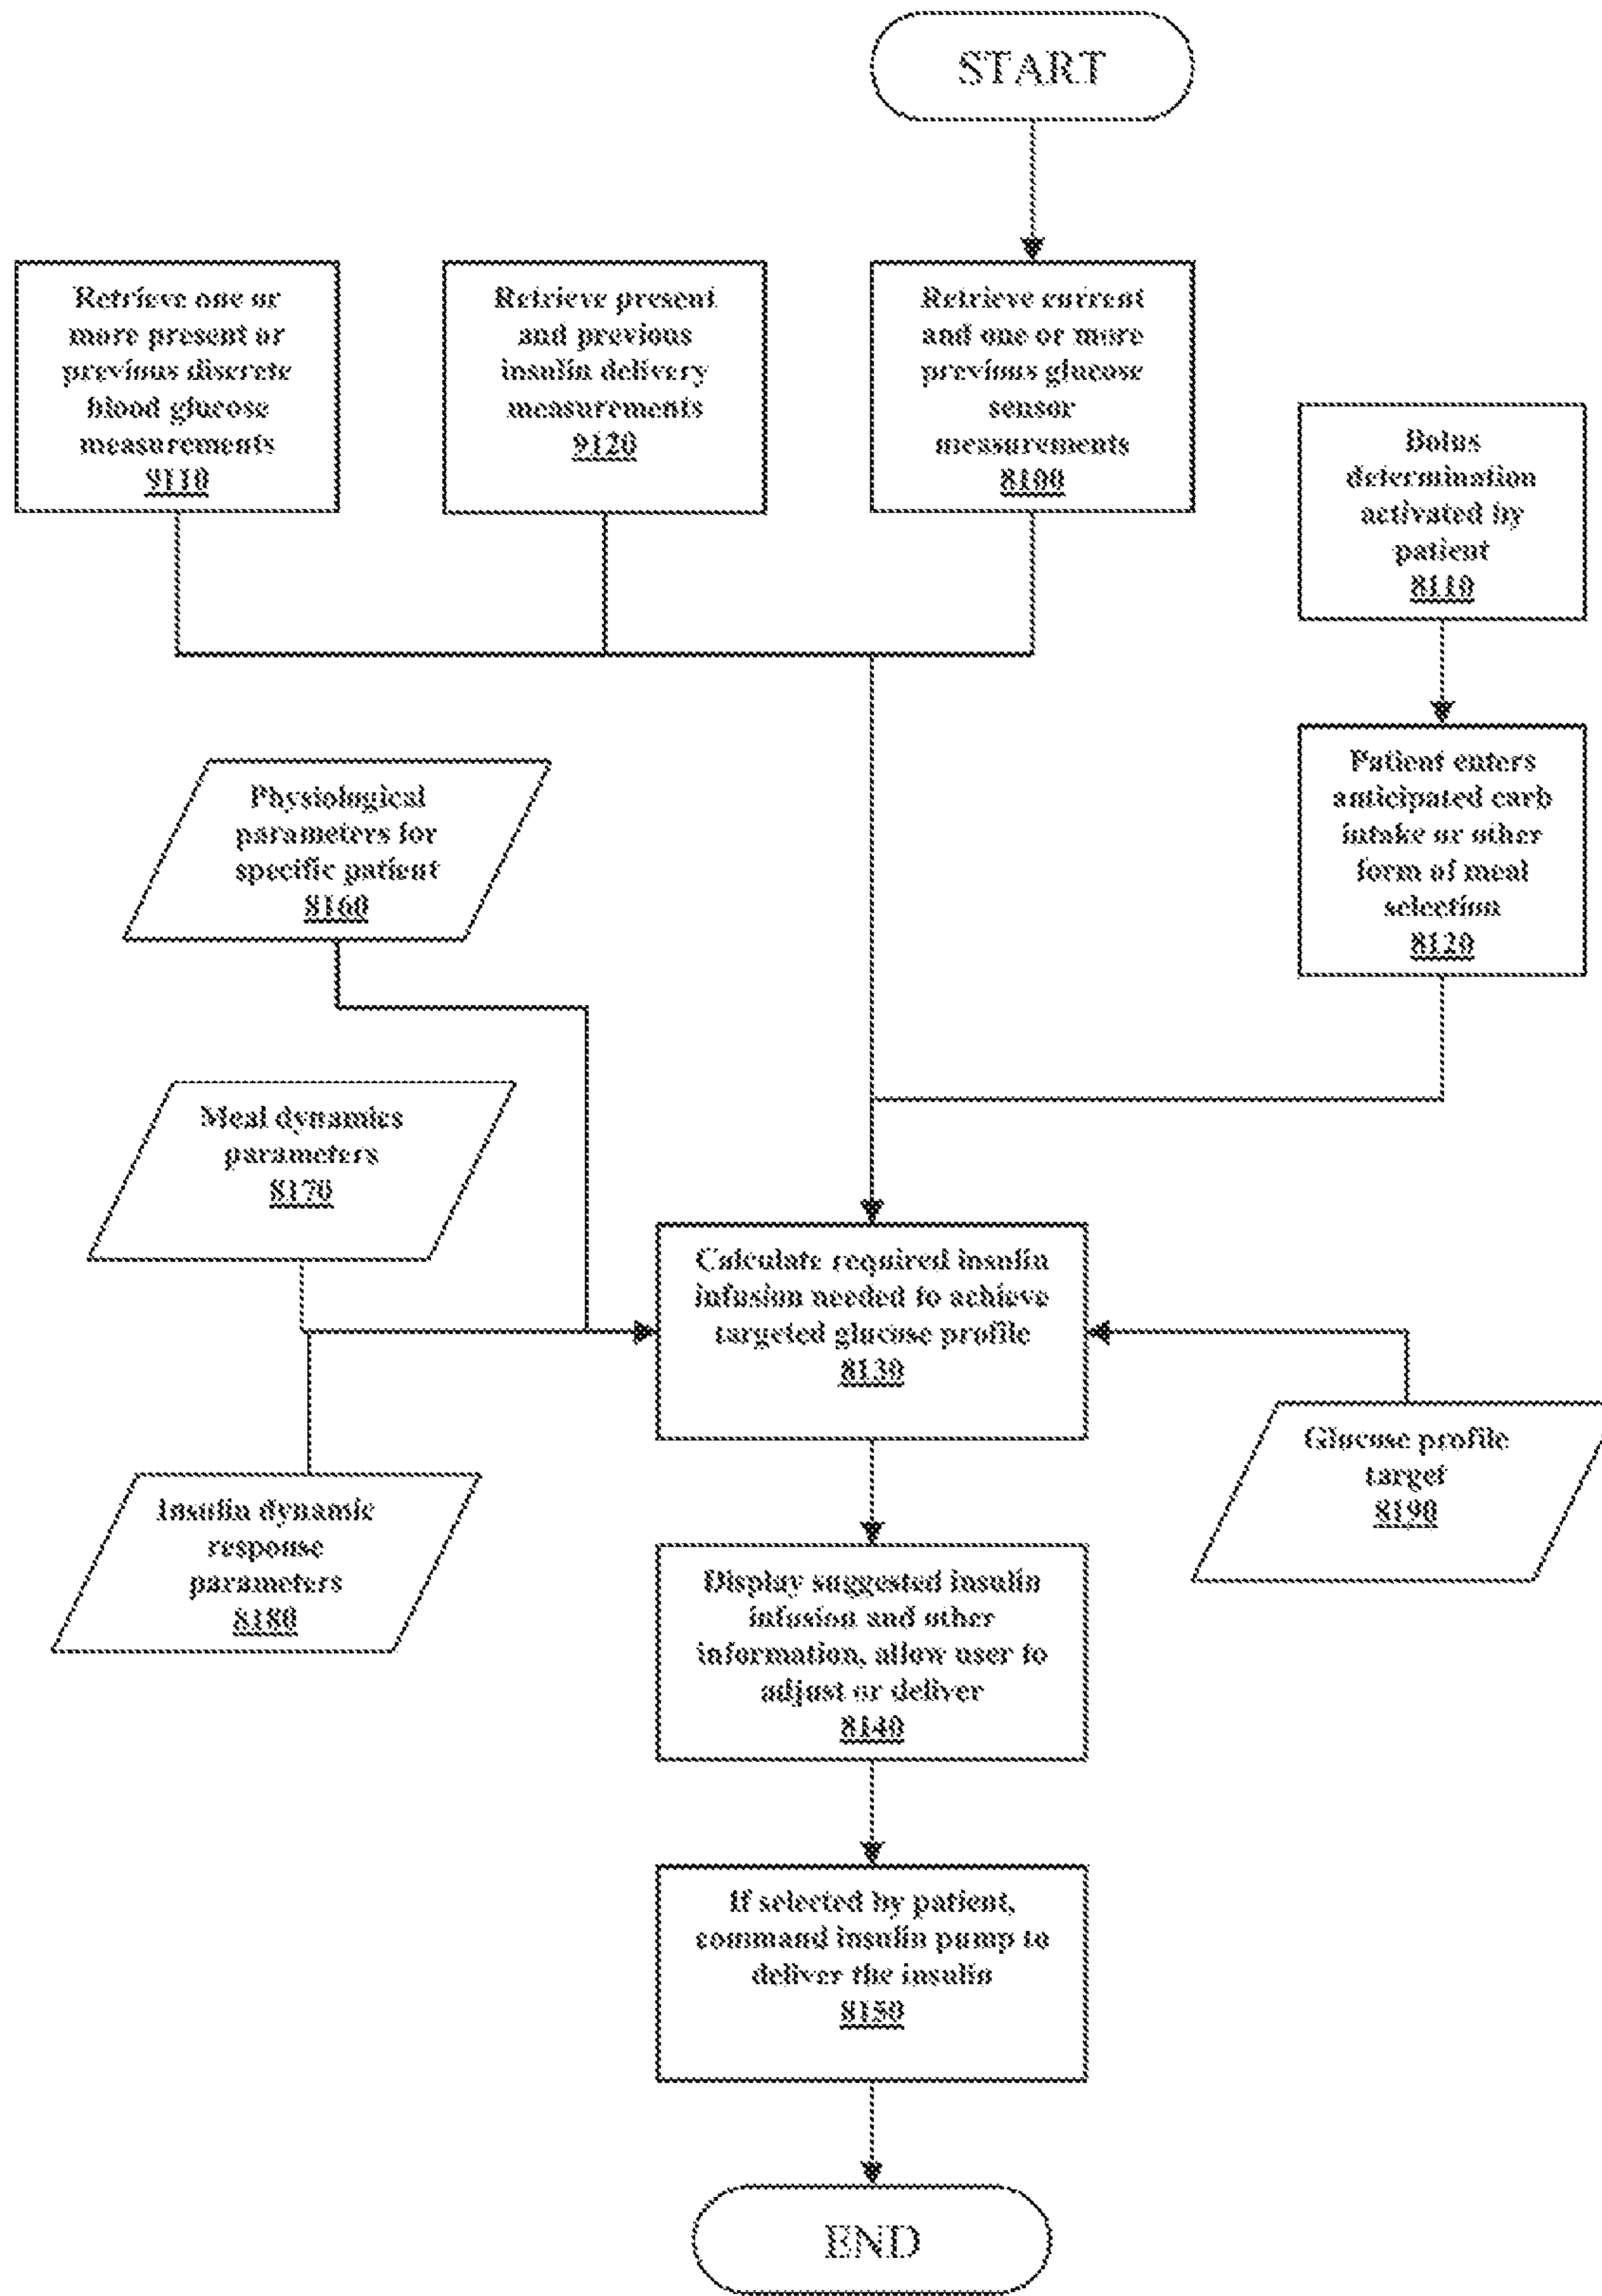 START
Retrieve one or
more present or
previous discrete
blood glucose
measurements
9110
Retrieve present
and previous
insulin delivery
measurements
9120
Retrieve current
and one or more
previous glucose
sensor
measurements
8100
Bolus
determination
activated by
patient
8110
Patient enters
anticipated carb
intake or other
form of meal
selection
8120
Physiological
parameters for
specific patient
8160
Meal dynamics
parameters
8170
Calculate required insulin
infusion needed to achieve
targeted glucose profile
8130
Glucose profile
target
8190
Insulin dynamic
response
parameters
8180
Display suggested insulin
infusion and other
information, allow user to
adjust or deliver
8140
If selected by patient,
command insulin pump to
deliver the insulin
8150
END